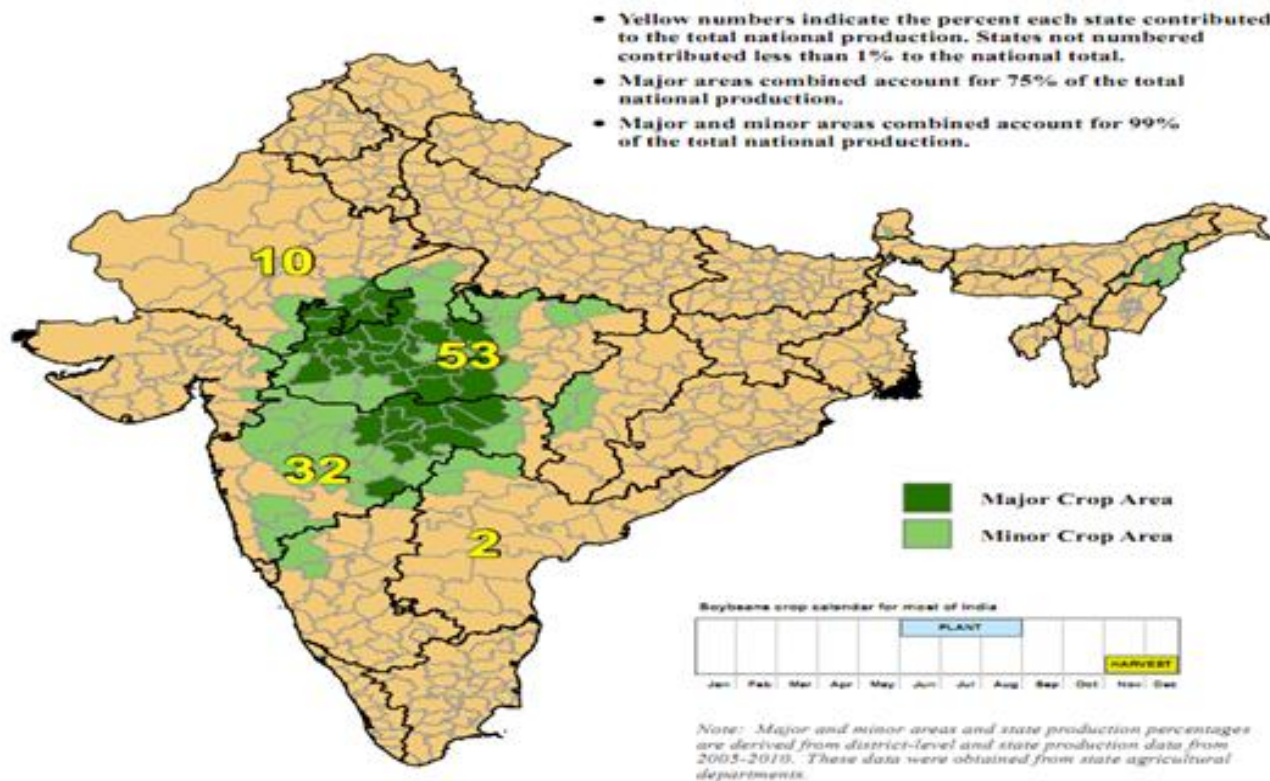 • Yellow numbers indicate the percent each state contributed
to the total national production. States not numbered
contributed less than 1% to the national total.
• Major areas combined account for 75% of the total
national production.
• Major and minor areas combined account for 99%
of the total national production.
10
53
32
2
Major Crop Area
Minor Crop Area
Soybeans crop calendar for most of India
PLANT
HARVEST
Jan Feb Mar Apr May Jun Jul Aug Sep Oct Nov Dec
Note: Major and minor areas and state production percentages
are derived from district-level and state production data from
2005-2010. These data were obtained from state agricultural
departments.